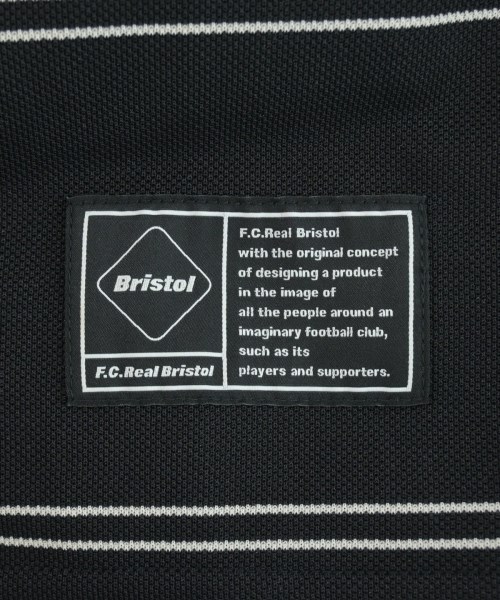 Bristol
F.C.Real Bristol
F.C.Real Bristol
with the original concept
of designing a product
in the image of
all the people around an
imaginary football club,
such as its
players and supporters.